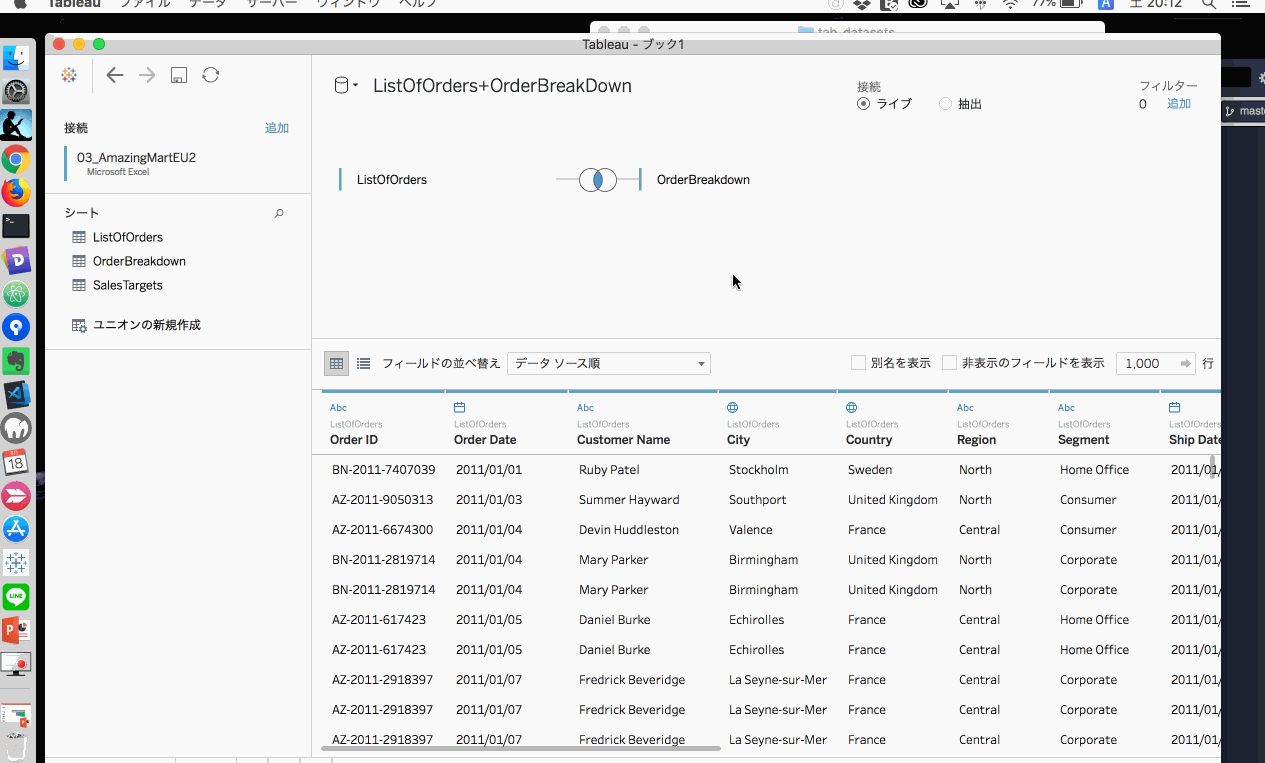 Tableau ファイル データ サーバー ウィンドウ ヘルプ
77% A 土 20:12
tab_datasets
Tableau - ブック1
ListOfOrders+OrderBreakDown
接続
ライブ 抽出
フィルター
0 追加
接続 追加
03_AmazingMartEU2
Microsoft Excel
シート
ListOfOrders
OrderBreakdown
SalesTargets
ユニオンの新規作成
ListOfOrders OrderBreakdown
フィールドの並べ替え データ ソース順 別名を表示 非表示のフィールドを表示 1,000 行
Abc Abc Abc Abc
ListOfOrders ListOfOrders ListOfOrders ListOfOrders ListOfOrders ListOfOrders ListOfOrders ListOfOrders
Order ID Order Date Customer Name City Country Region Segment Ship Date
BN-2011-7407039 2011/01/01 Ruby Patel Stockholm Sweden North Home Office 2011/01/
AZ-2011-9050313 2011/01/03 Summer Hayward Southport United Kingdom North Consumer 2011/01/
AZ-2011-6674300 2011/01/04 Devin Huddleston Valence France Central Consumer 2011/01/
BN-2011-2819714 2011/01/04 Mary Parker Birmingham United Kingdom North Corporate 2011/01/
BN-2011-2819714 2011/01/04 Mary Parker Birmingham United Kingdom North Corporate 2011/01/
AZ-2011-617423 2011/01/05 Daniel Burke Echirolles France Central Home Office 2011/01/
AZ-2011-617423 2011/01/05 Daniel Burke Echirolles France Central Home Office 2011/01/
AZ-2011-2918397 2011/01/07 Fredrick Beveridge La Seyne-sur-Mer France Central Corporate 2011/01/
AZ-2011-2918397 2011/01/07 Fredrick Beveridge La Seyne-sur-Mer France Central Corporate 2011/01/
AZ-2011-2918397 2011/01/07 Fredrick Beveridge La Seyne-sur-Mer France Central Corporate 2011/01/
maste
18
LINE